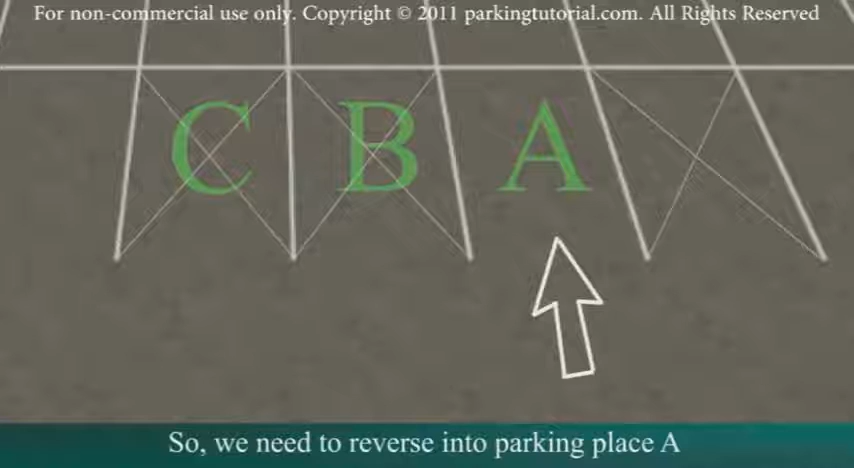 For non-commercial use only. Copyright © 2011 parkingtutorial.com. All Rights Reserved
C B A
So, we need to reverse into parking place A